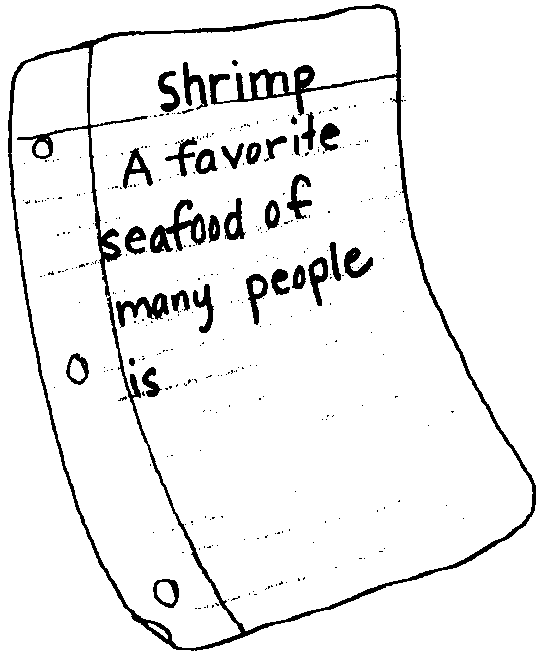 shrimp
A favorite
seafood of
many people
is